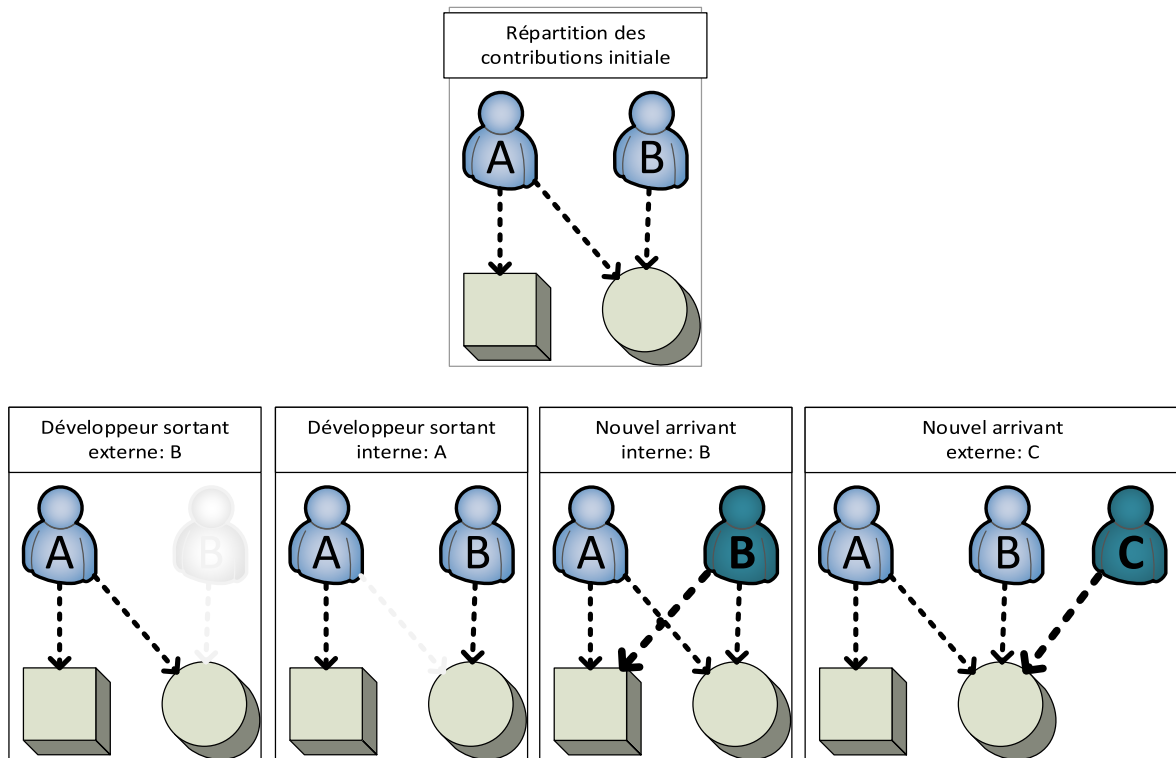 Répartition des
contributions initiale
A
B
Développeur sortant
externe: B
A
B
Développeur sortant
interne: A
A
B
Nouvel arrivant
interne: B
A
B
Nouvel arrivant
externe: C
A
B
C